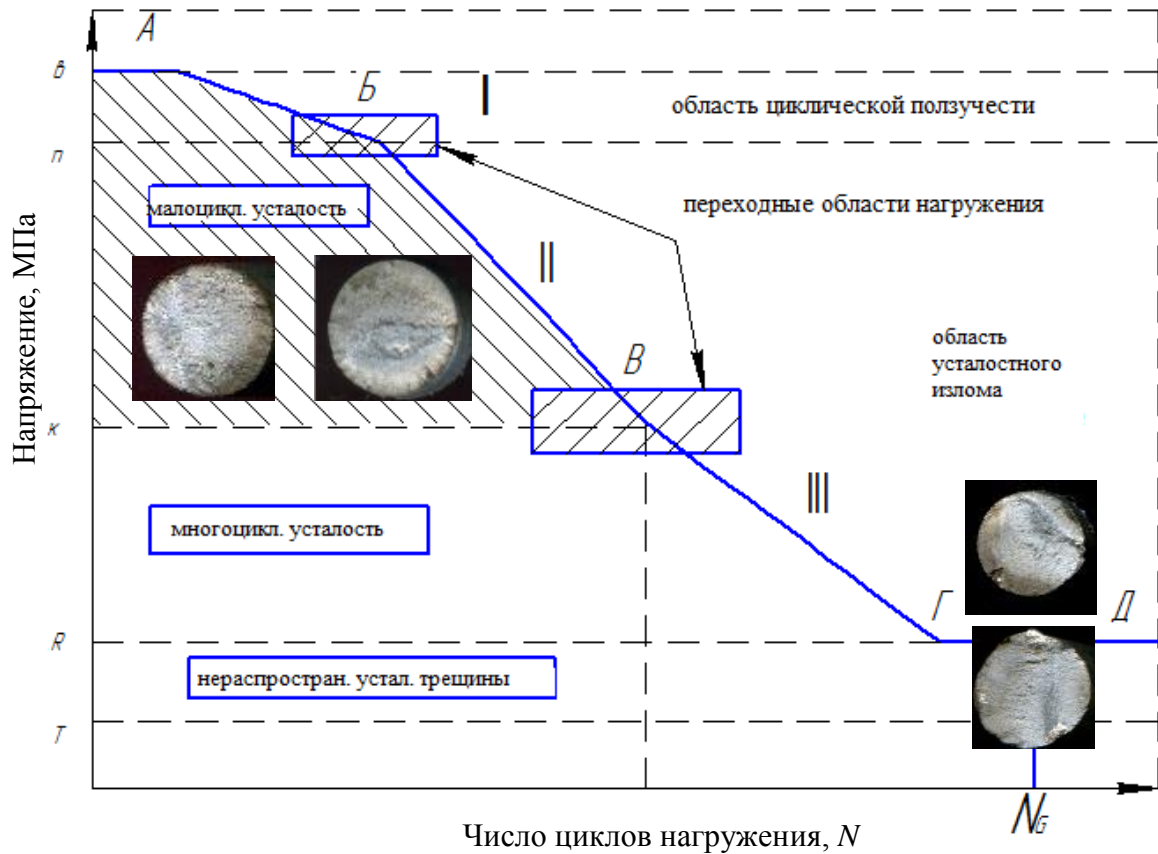 А
в
Б
I
область циклической ползучести
п
малоцикл. усталость
переходные области нагружения
Напряжение, МПа
II
В
область
усталостного
излома
к
III
многоцикл. усталость
Г
Д
R
нераспростран. устал. трещины
T
N_G
Число циклов нагружения, N